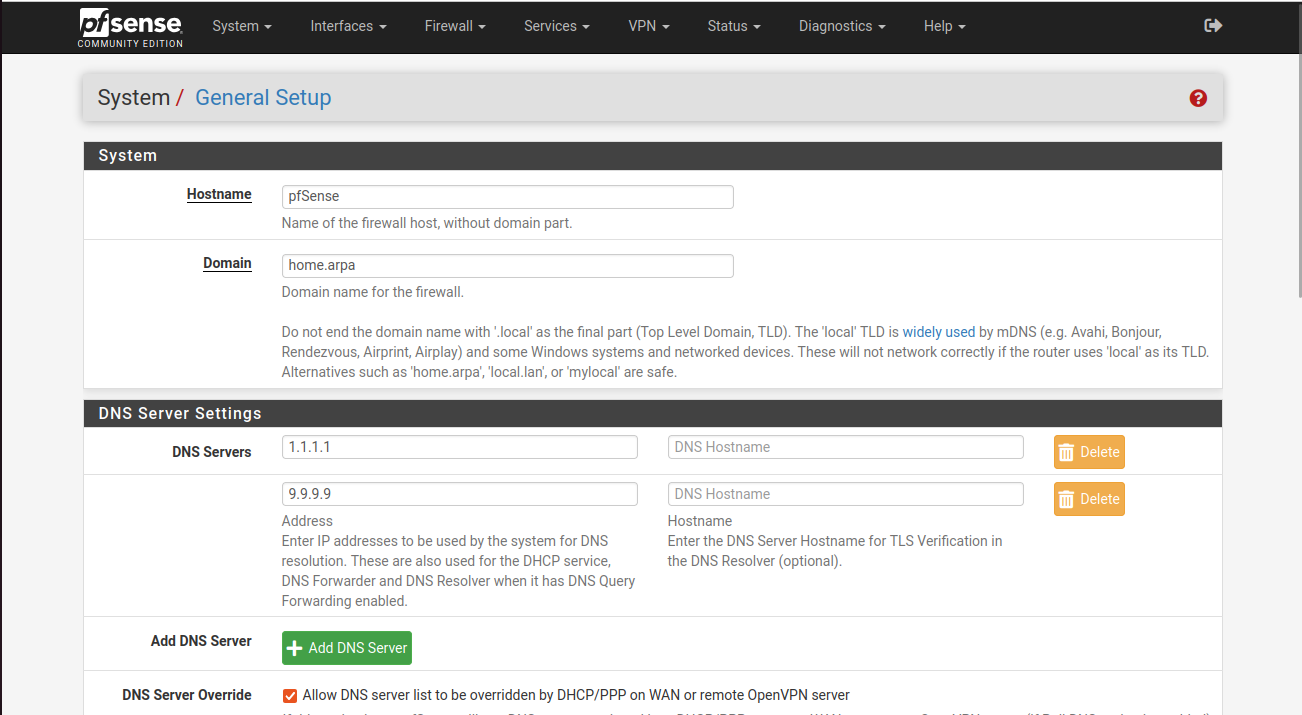 pfsense
COMMUNITY EDITION
System Interfaces Firewall Services VPN Status Diagnostics Help
System / General Setup
System
Hostname
pfSense
Name of the firewall host, without domain part.
Domain
home.arpa
Domain name for the firewall.
Do not end the domain name with '.local' as the final part (Top Level Domain, TLD). The 'local' TLD is widely used by mDNS (e.g. Avahi, Bonjour,
Rendezvous, Airprint, Airplay) and some Windows systems and networked devices. These will not network correctly if the router uses 'local' as its TLD.
Alternatives such as 'home.arpa', 'local.lan', or 'mylocal' are safe.
DNS Server Settings
DNS Servers 1.1.1.1 DNS Hostname Delete
9.9.9.9 DNS Hostname Delete
Address
Enter IP addresses to be used by the system for DNS
resolution. These are also used for the DHCP service,
DNS Forwarder and DNS Resolver when it has DNS Query
Forwarding enabled.
Hostname
Enter the DNS Server Hostname for TLS Verification in
the DNS Resolver (optional).
Add DNS Server
Add DNS Server
DNS Server Override
Allow DNS server list to be overridden by DHCP/PPP on WAN or remote OpenVPN server